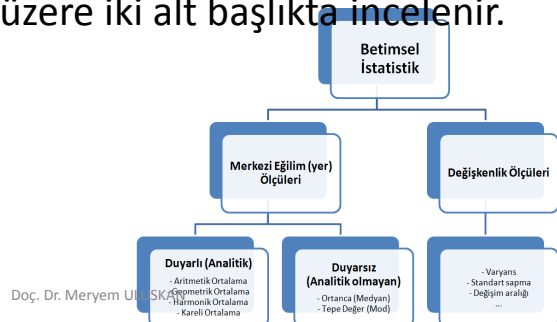 üzere iki alt başlıkta incelenir.
Betimsel
İstatistik
Merkezi Eğilim (yer)
Ölçüleri
Değişkenlik Ölçüleri
Duyarlı (Analitik)
- Aritmetik Ortalama
- Geometrik Ortalama
- Harmonik Ortalama
- Kareli Ortalama
Duyarsız
(Analitik olmayan)
- Ortanca (Medyan)
- Tepe Değer (Mod)
- Varyans
- Standart sapma
- Değişim aralığı
...
Doç. Dr. Meryem ULUSKAN